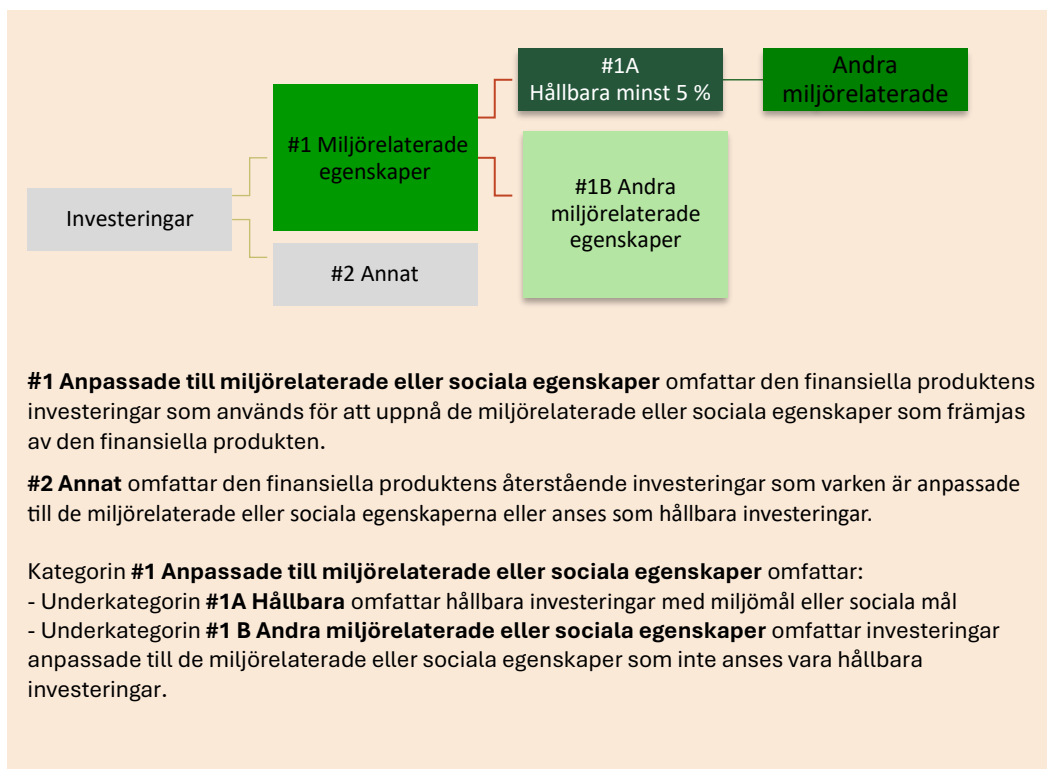 #1A
Hållbara minst 5 %
Andra
miljörelaterade
#1 Miljörelaterade
egenskaper
#1B Andra
miljörelaterade
egenskaper
Investeringar
#2 Annat
#1 Anpassade till miljörelaterade eller sociala egenskaper omfattar den finansiella produktens
investeringar som används för att uppnå de miljörelaterade eller sociala egenskaper som främjas
av den finansiella produkten.
#2 Annat omfattar den finansiella produktens återstående investeringar som varken är anpassade
till de miljörelaterade eller sociala egenskaperna eller anses som hållbara investeringar.
Kategorin #1 Anpassade till miljörelaterade eller sociala egenskaper omfattar:
- Underkategorin #1A Hållbara omfattar hållbara investeringar med miljömål eller sociala mål
- Underkategorin #1 B Andra miljörelaterade eller sociala egenskaper omfattar investeringar
anpassade till de miljörelaterade eller sociala egenskaper som inte anses vara hållbara
investeringar.